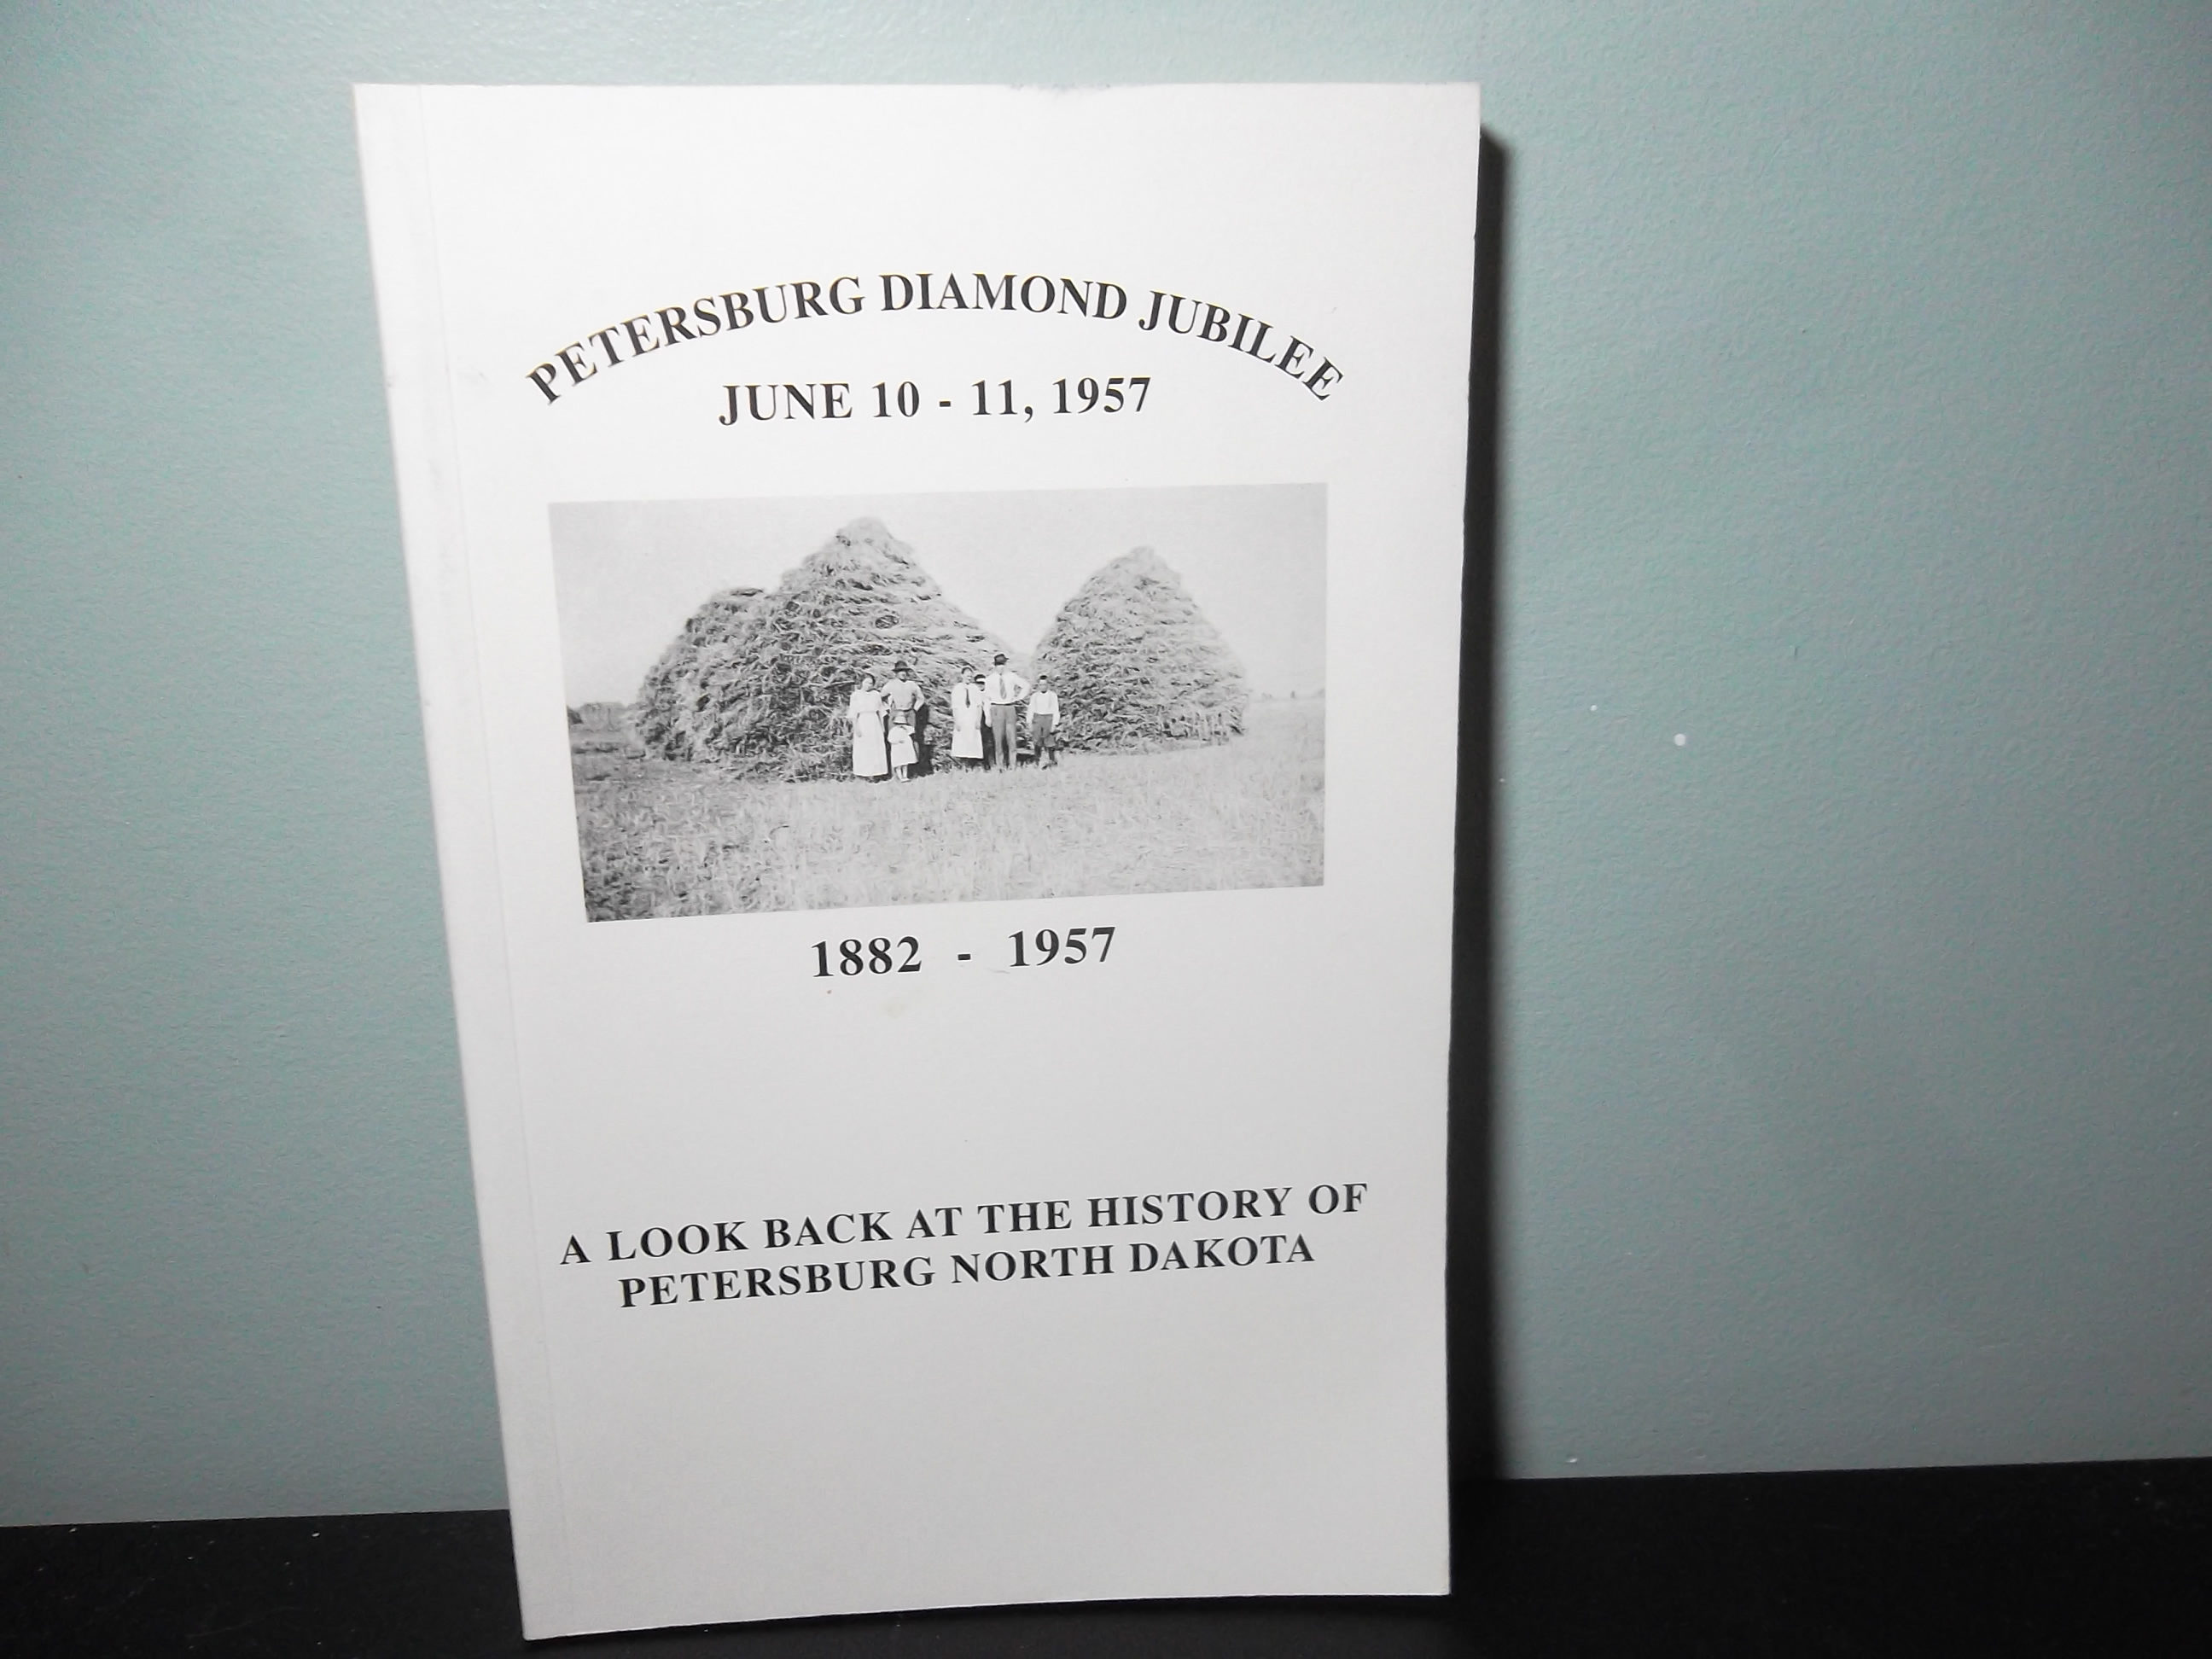 PETERSBURG DIAMOND JUBILEE
JUNE 10 - 11, 1957
1882 - 1957
A LOOK BACK AT THE HISTORY OF
PETERSBURG NORTH DAKOTA